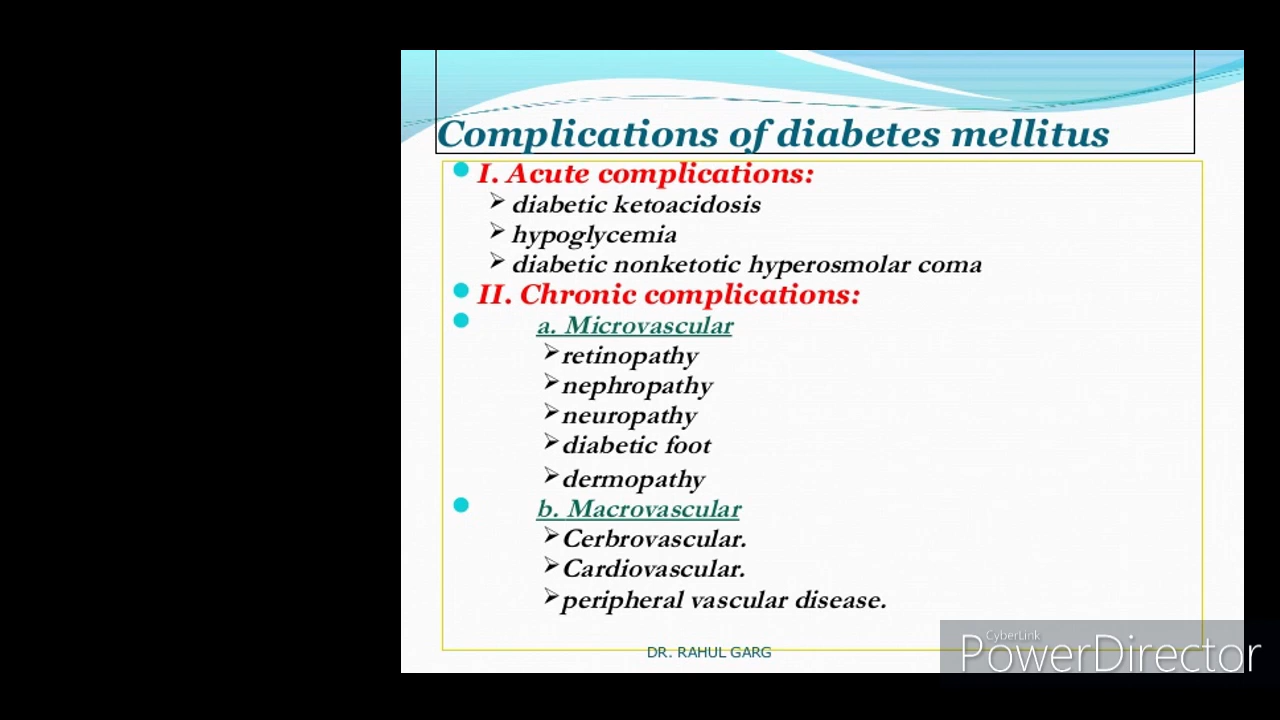 Complications of diabetes mellitus
I. Acute complications:
diabetic ketoacidosis
hypoglycemia
diabetic nonketotic hyperosmolar coma
II. Chronic complications:
a. Microvascular
retinopathy
nephropathy
neuropathy
diabetic foot
dermopathy
b. Macrovascular
Cerbrovascular.
Cardiovascular.
peripheral vascular disease.
DR. RAHUL GARG
CyberLink
PowerDirector